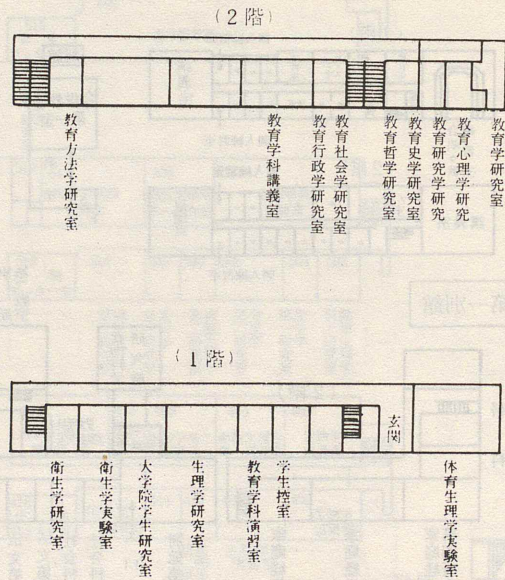 （2階）
教育方法学研究室
教育学科講義室
教育行政学研究室
教育社会学研究室
教育哲学研究室
教育史学研究室
教育研究学研究
教育心理学研究
教育学研究室
（1階）
玄関
衛生学研究室
衛生学実験室
大学院学生研究室
生理学研究室
教育学科演習室
学生控室
体育生理学実験室